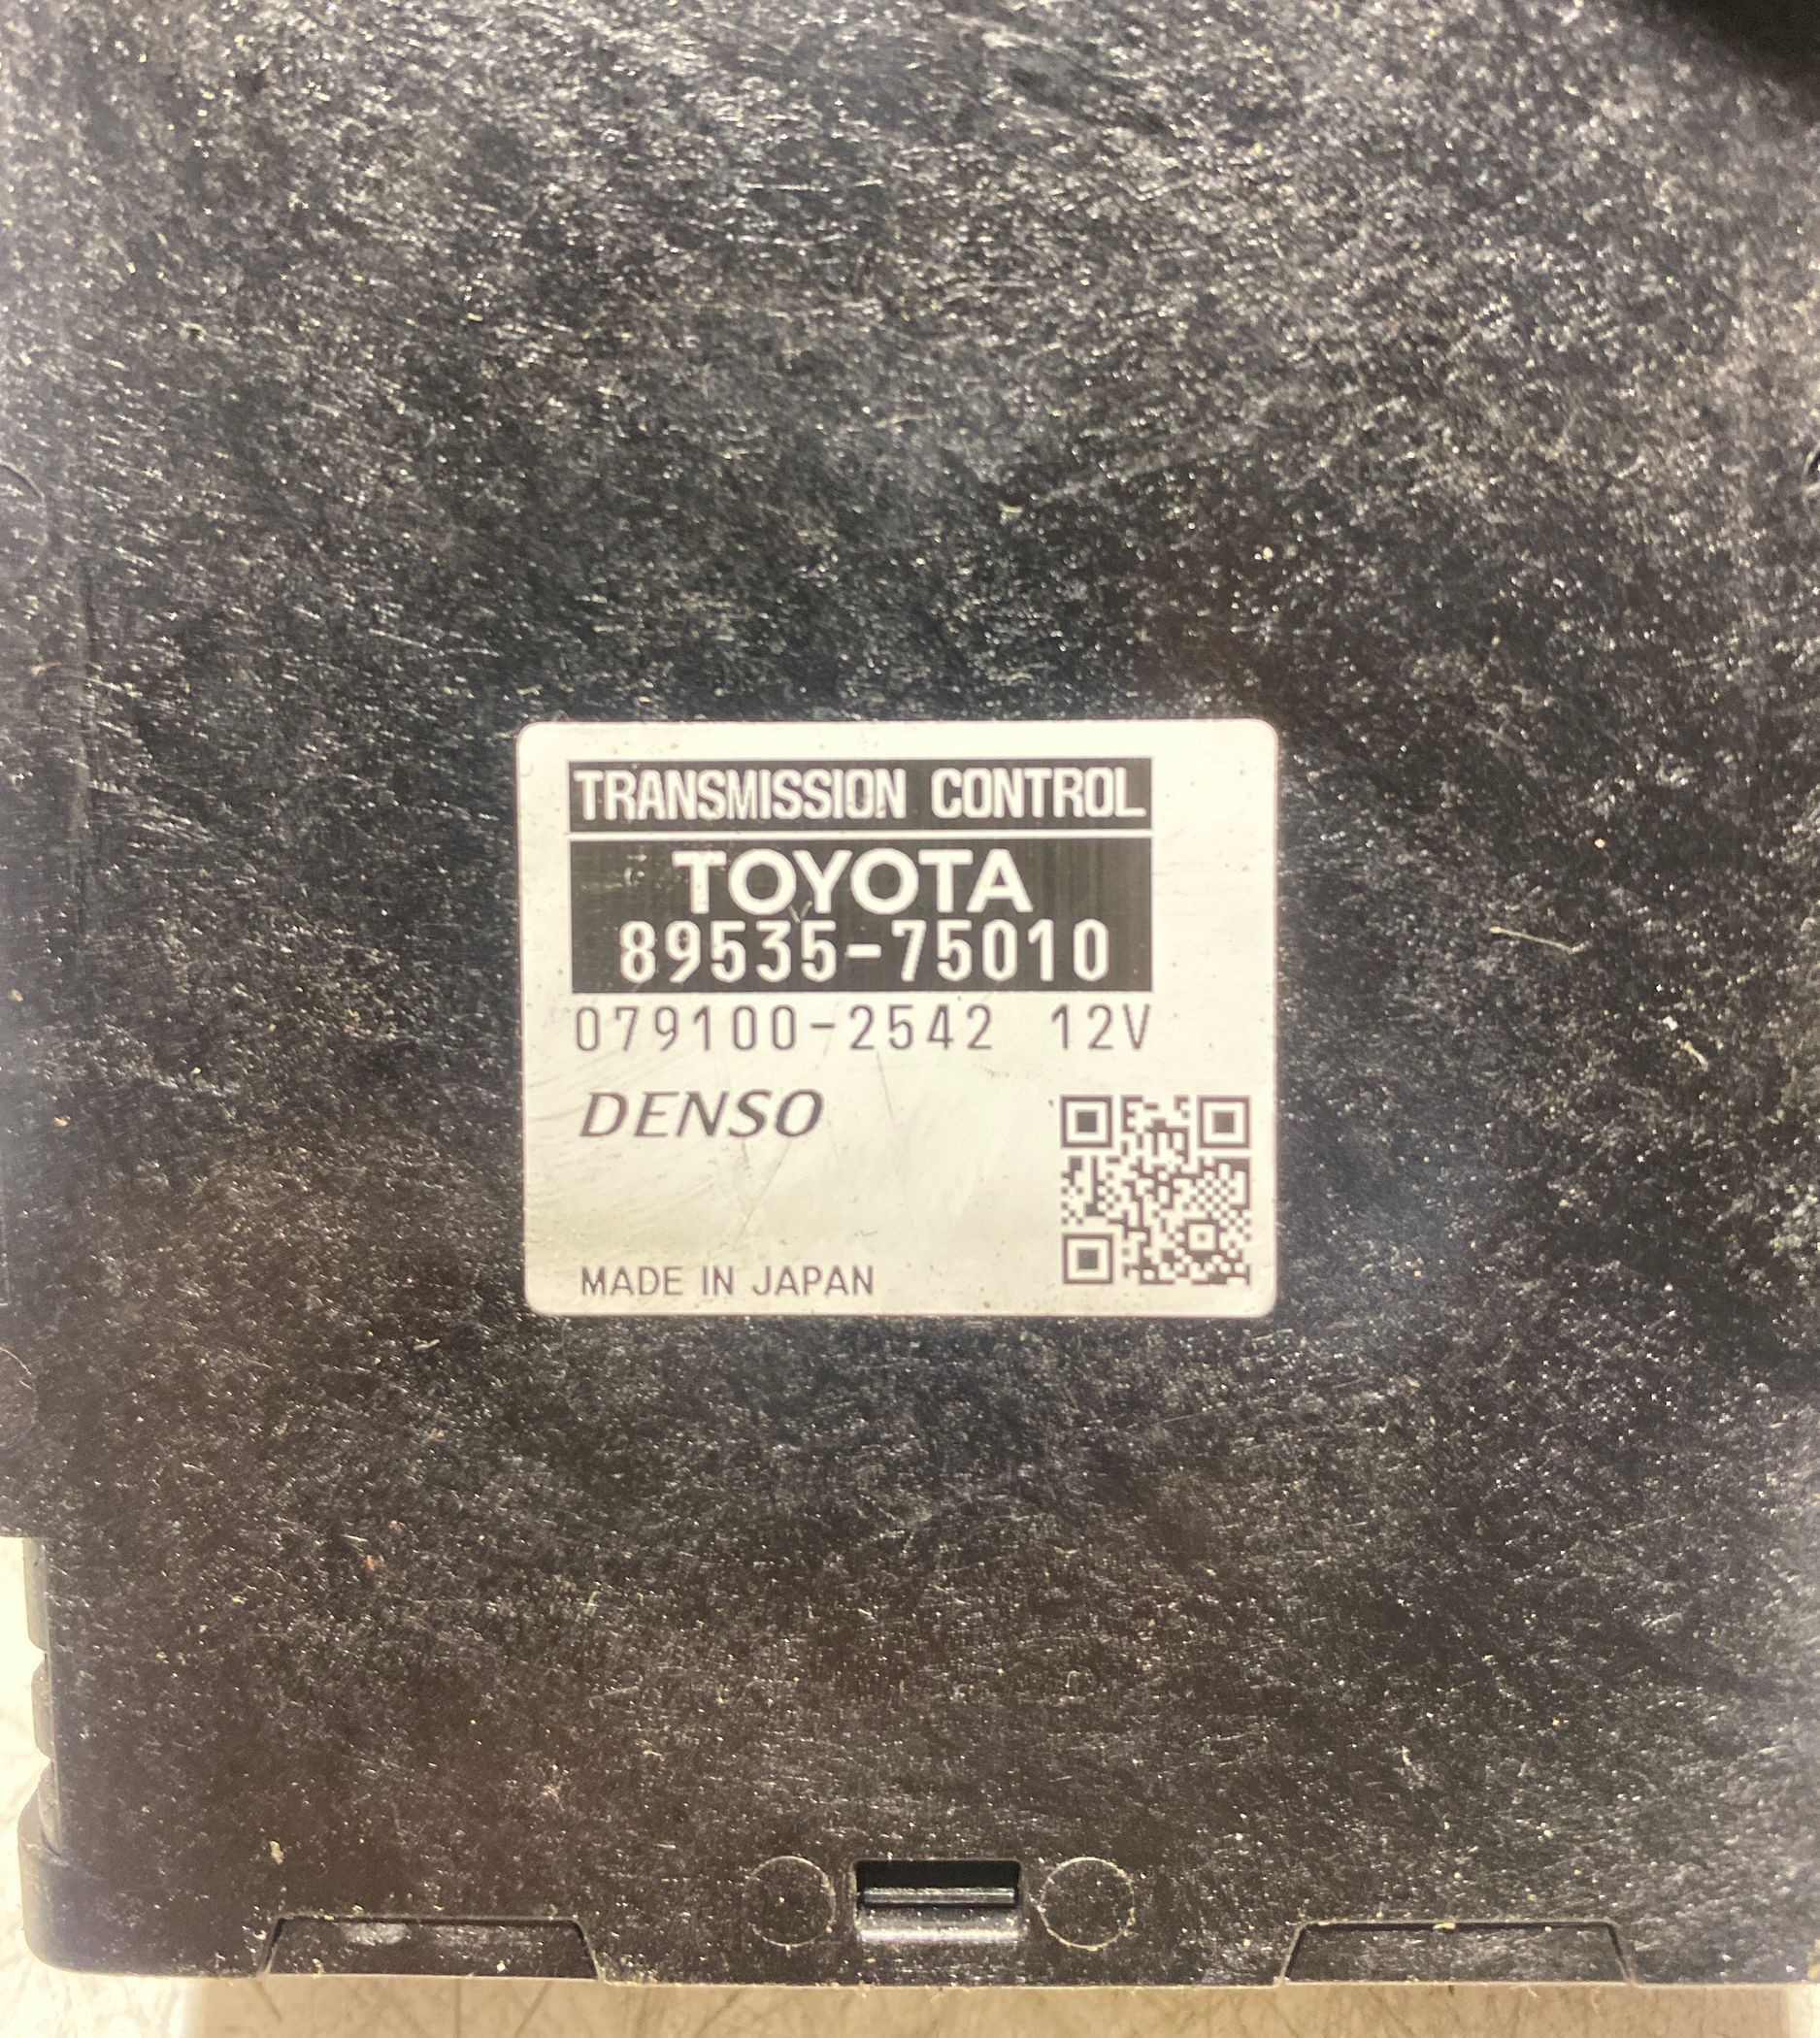 TRANSMISSION CONTROL
TOYOTA
89535-75010
079100-2542 12V
DENSO
MADE IN JAPAN